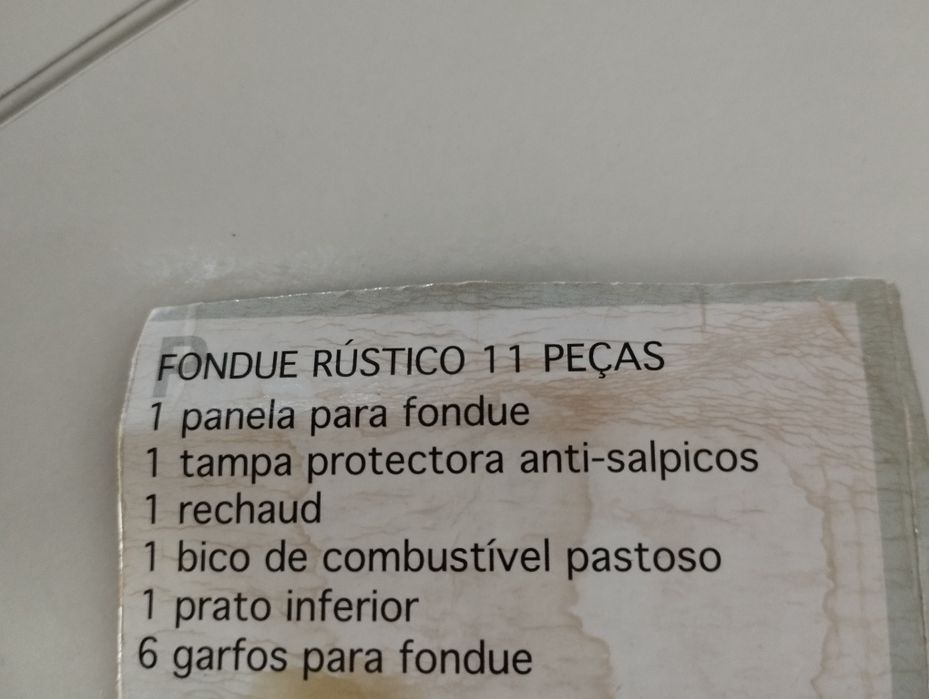 P
FONDUE RÚSTICO 11 PEÇAS
1 panela para fondue
1 tampa protectora anti-salpicos
1 rechaud
1 bico de combustível pastoso
1 prato inferior
6 garfos para fondue